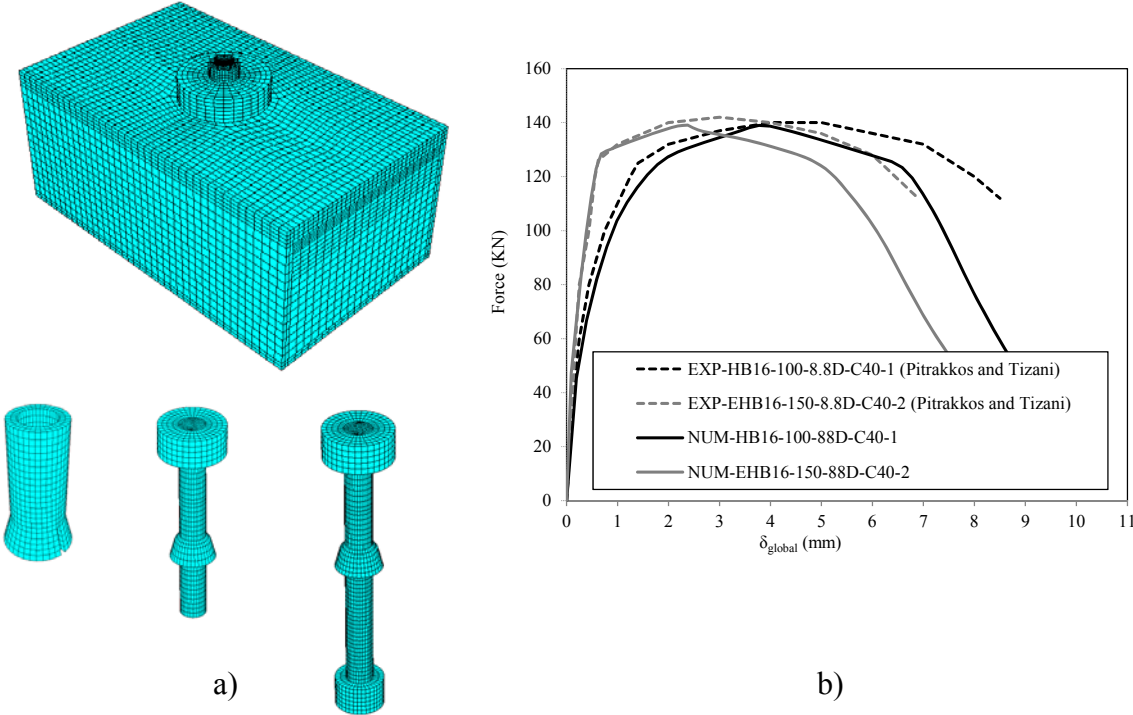 160
140
120
100
80
60
40
20
0
Force (KN)
EXP-HB16-100-8.8D-C40-1 (Pitrakkos and Tizani)
EXP-EHB16-150-8.8D-C40-2 (Pitrakkos and Tizani)
NUM-HB16-100-88D-C40-1
NUM-EHB16-150-88D-C40-2
0 1 2 3 4 5 6 7 8 9 10 11
δglobal (mm)
a)
b)